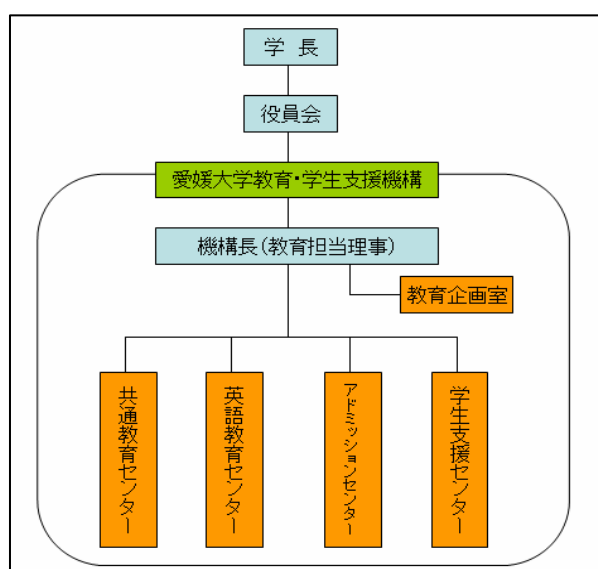 学 長
役員会
愛媛大学教育・学生支援機構
機構長(教育担当理事)
教育企画室
共通教育センター
英語教育センター
アドミッションセンター
学生支援センター